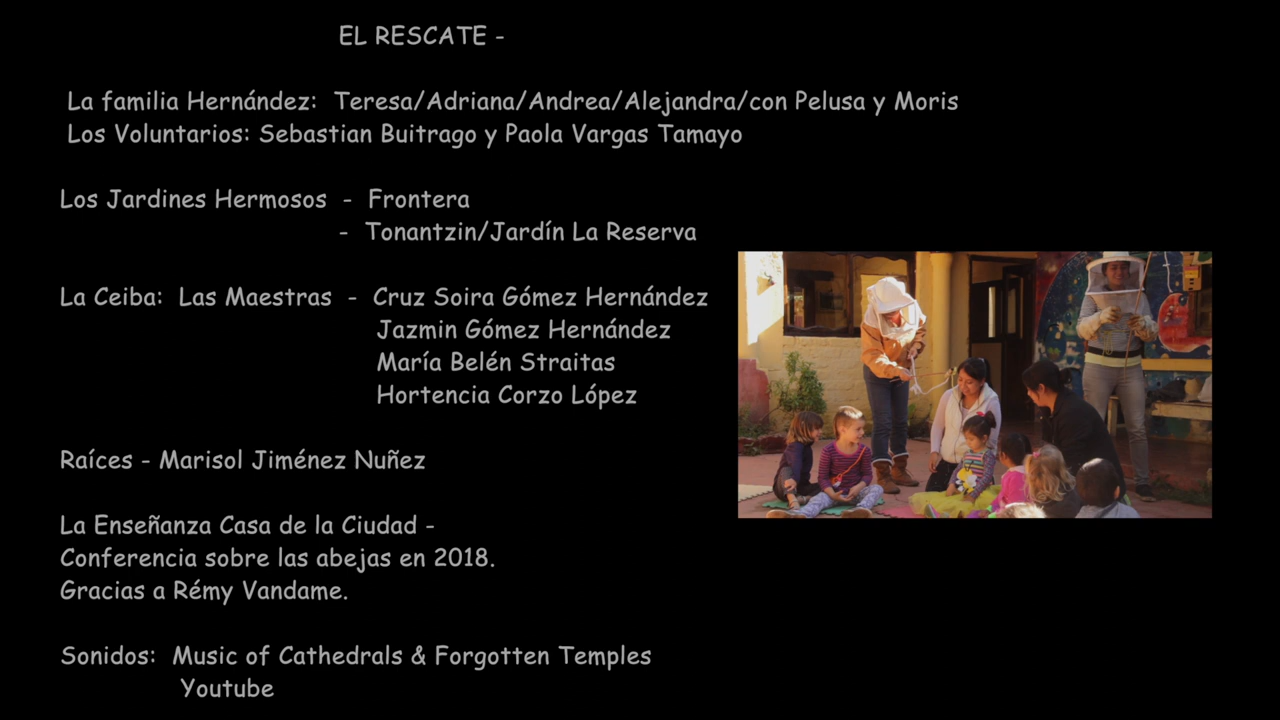 EL RESCATE -
La familia Hernández: Teresa/Adriana/Andrea/Alejandra/con Pelusa y Moris
Los Voluntarios: Sebastian Buitrago y Paola Vargas Tamayo
Los Jardines Hermosos - Frontera
- Tonantzin/Jardín La Reserva
La Ceiba: Las Maestras - Cruz Soira Gómez Hernández
Jazmin Gómez Hernández
María Belén Straitas
Hortencia Corzo López
Raíces - Marisol Jiménez Nuñez
La Enseñanza Casa de la Ciudad -
Conferencia sobre las abejas en 2018.
Gracias a Rémy Vandame.
Sonidos: Music of Cathedrals & Forgotten Temples
Youtube